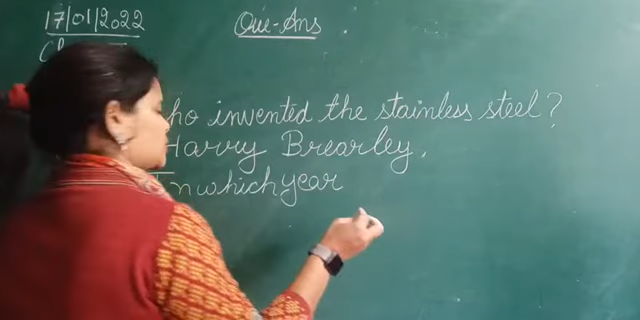 17/01/2022
Que-Ans
ho invented the stainless steel?
Harry Brearley.
In which year